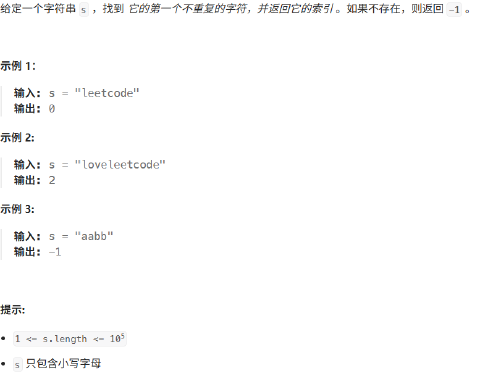 给定一个字符串 s ，找到 它的第一个不重复的字符，并返回它的索引 。如果不存在，则返回 -1 。
示例 1：
输入: s = "leetcode"
输出: 0
示例 2:
输入: s = "loveleetcode"
输出: 2
示例 3:
输入: s = "aabb"
输出: -1
提示:
• 1 <= s.length <= 10⁵
• s 只包含小写字母